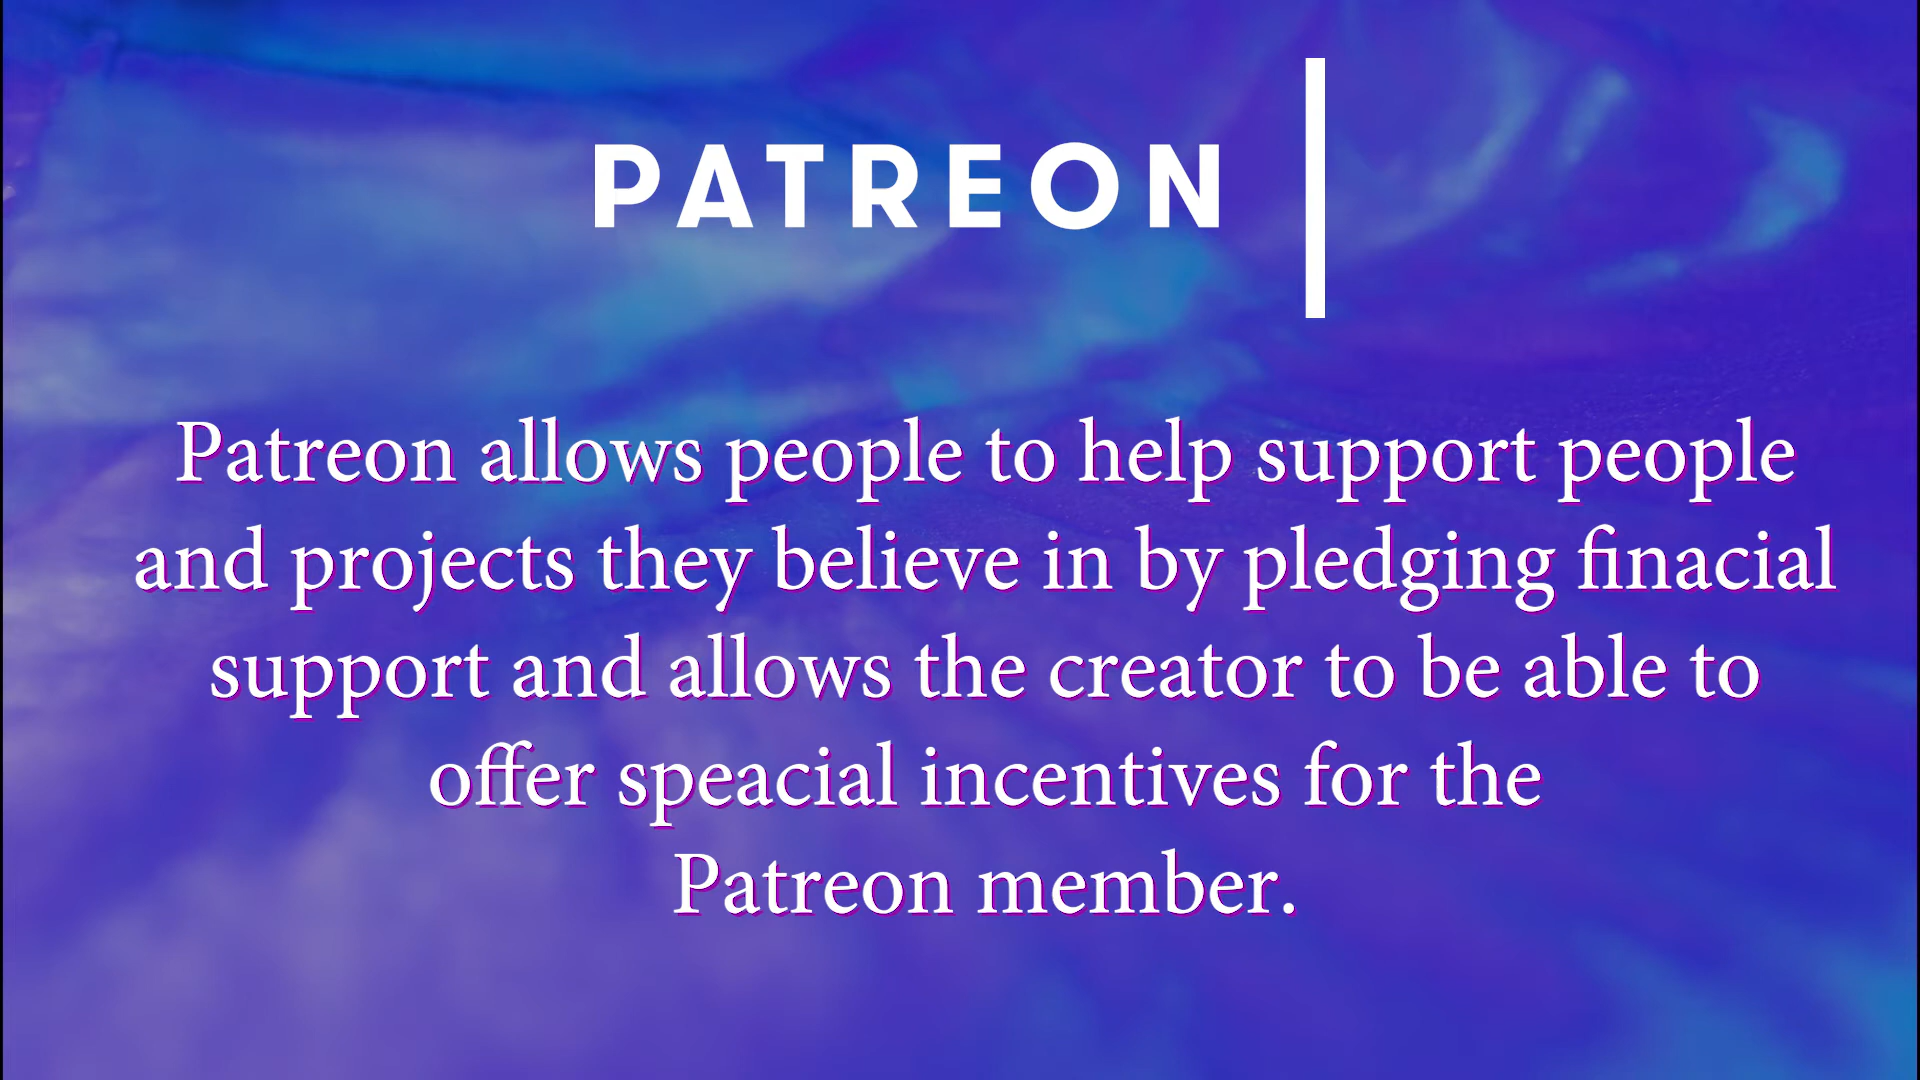 PATREON
Patreon allows people to help support people
and projects they believe in by pledging finacial
support and allows the creator to be able to
offer speacial incentives for the
Patreon member.